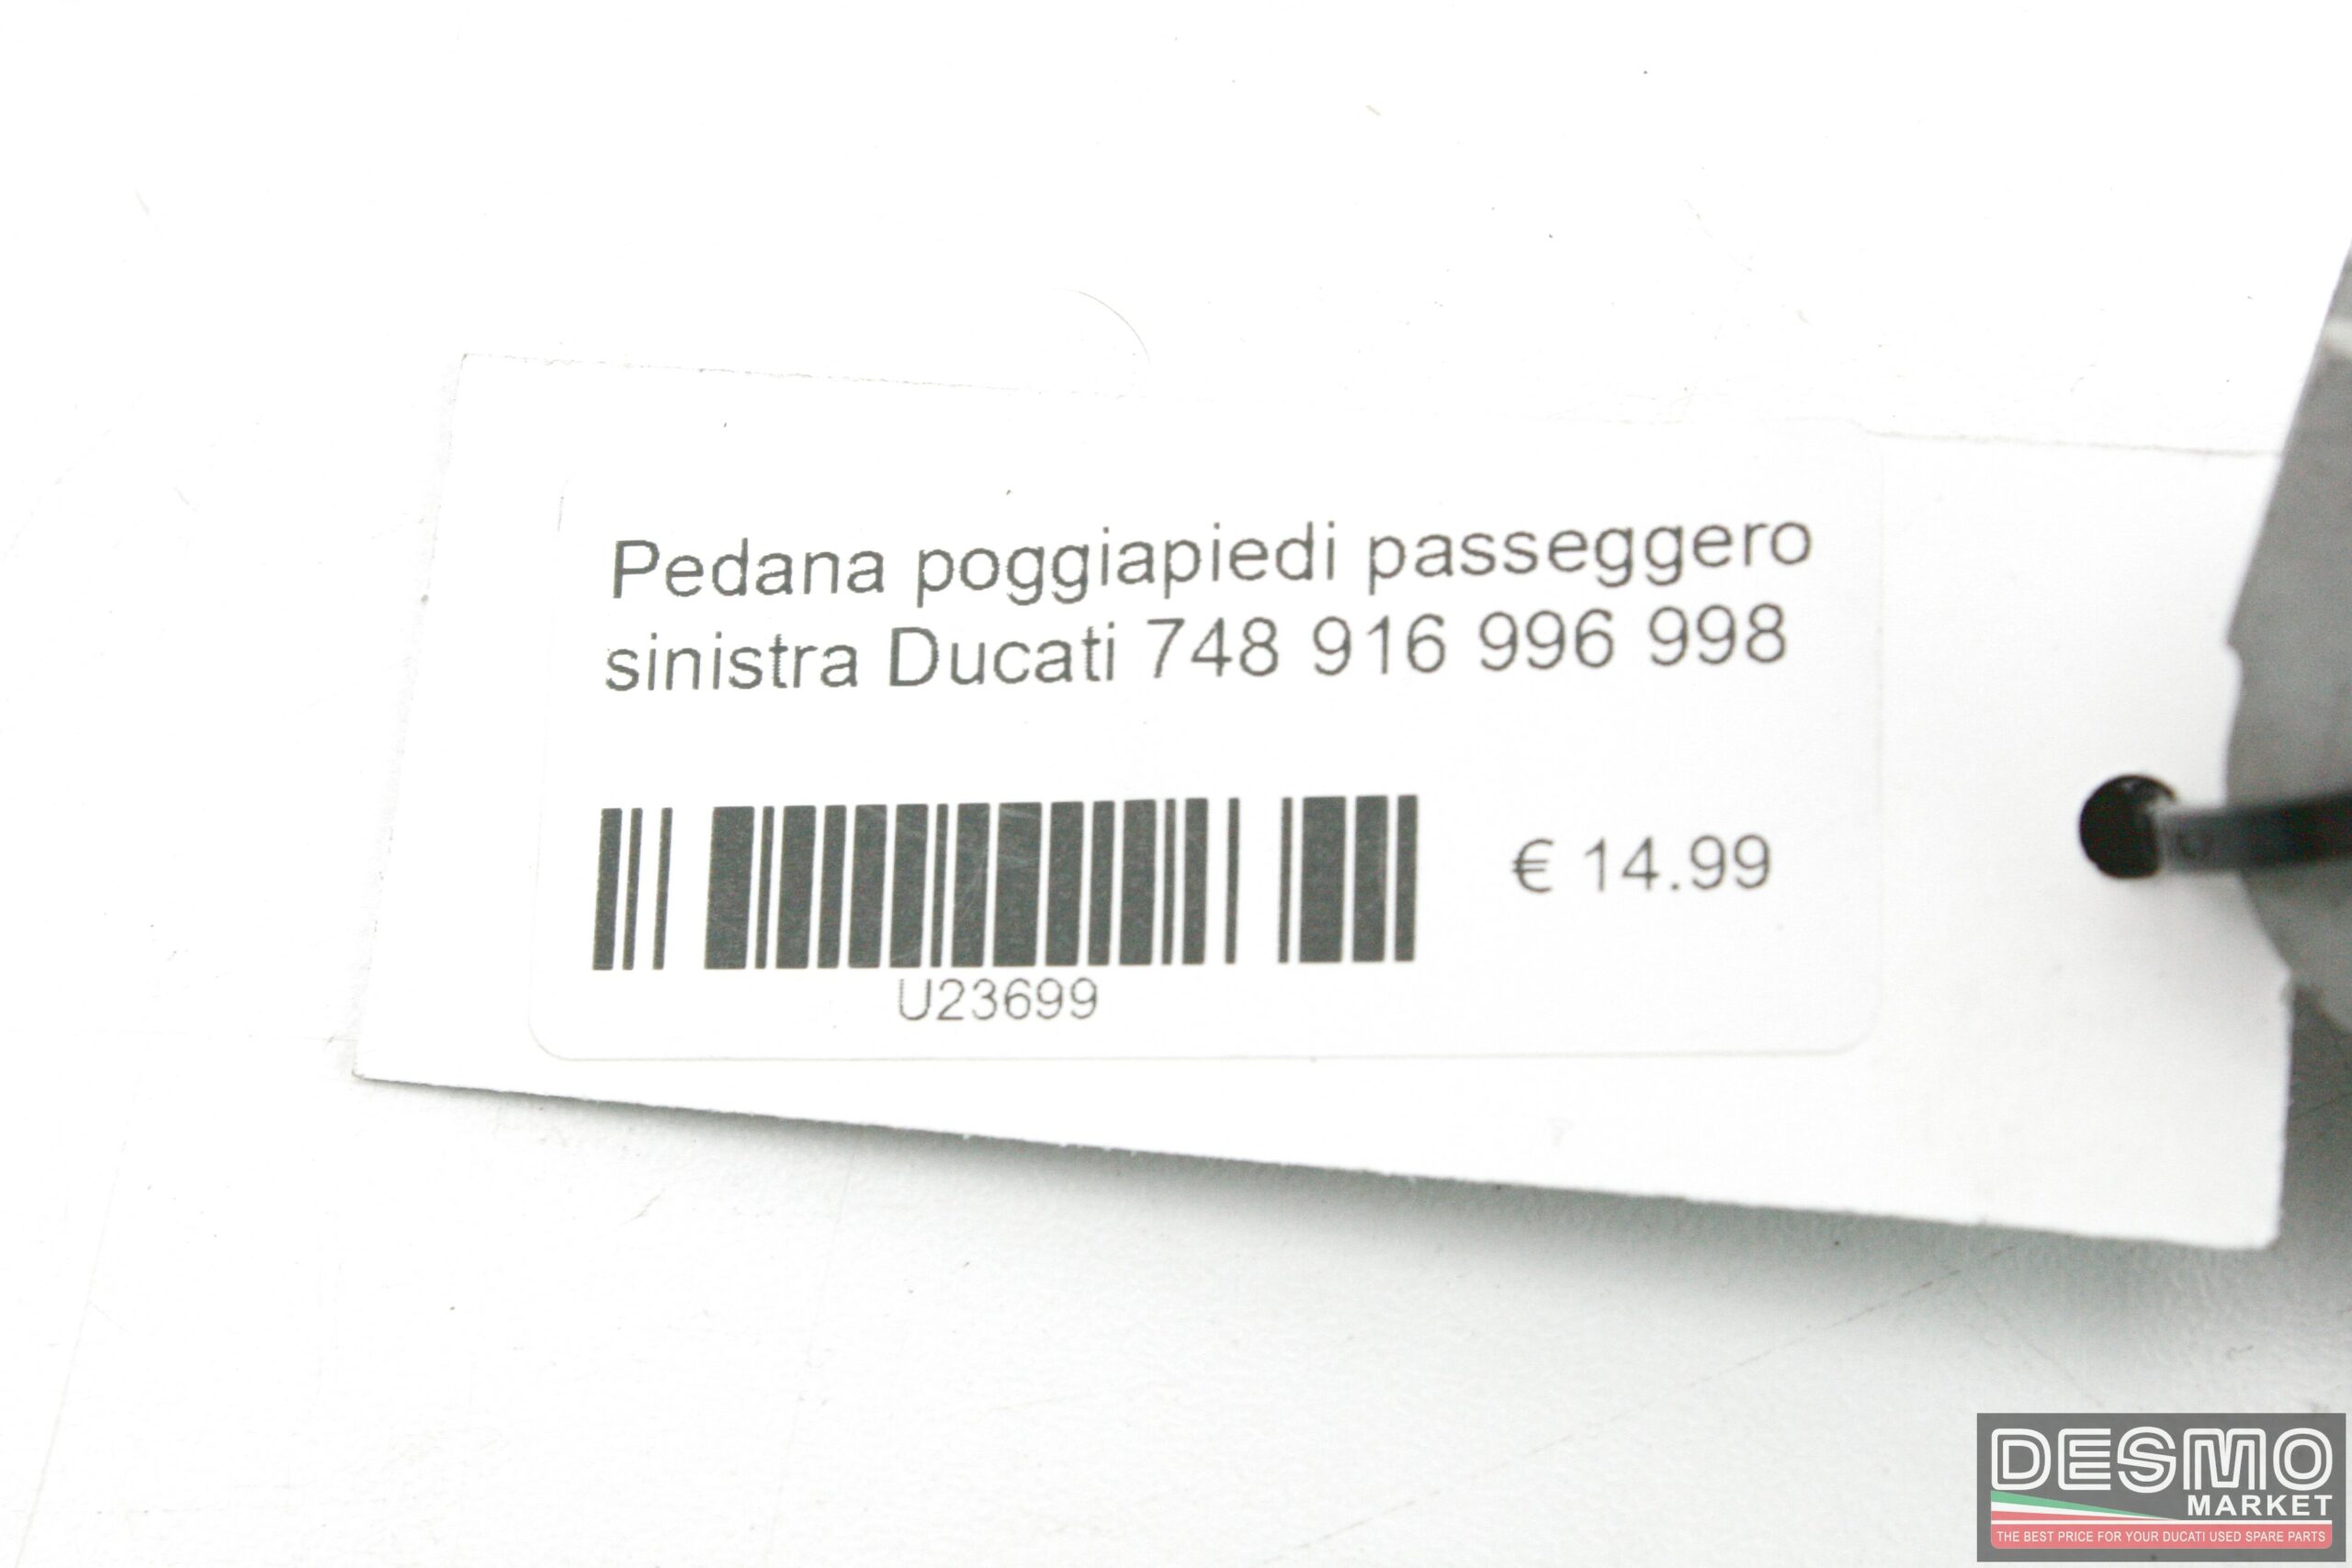 Pedana poggiapiedi passeggero
sinistra Ducati 748 916 996 998
€ 14.99
U23699
DESMO
MARKET
THE BEST PRICE FOR YOUR DUCATI USED SPARE PARTS